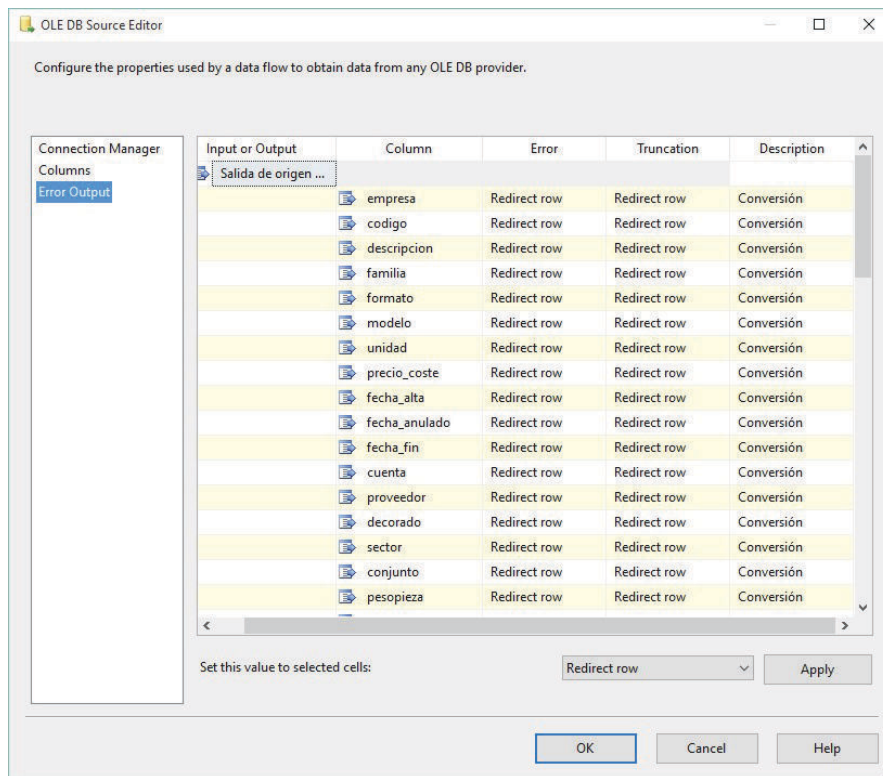 OLE DB Source Editor
Configure the properties used by a data flow to obtain data from any OLE DB provider.
Connection Manager
Columns
Error Output
Input or Output Column Error Truncation Description
Salida de origen ...
empresa Redirect row Redirect row Conversión
codigo Redirect row Redirect row Conversión
descripcion Redirect row Redirect row Conversión
familia Redirect row Redirect row Conversión
formato Redirect row Redirect row Conversión
modelo Redirect row Redirect row Conversión
unidad Redirect row Redirect row Conversión
precio_coste Redirect row Redirect row Conversión
fecha_alta Redirect row Redirect row Conversión
fecha_anulado Redirect row Redirect row Conversión
fecha_fin Redirect row Redirect row Conversión
cuenta Redirect row Redirect row Conversión
proveedor Redirect row Redirect row Conversión
decorado Redirect row Redirect row Conversión
sector Redirect row Redirect row Conversión
conjunto Redirect row Redirect row Conversión
pesopieza Redirect row Redirect row Conversión
Set this value to selected cells: Redirect row Apply
OK Cancel Help